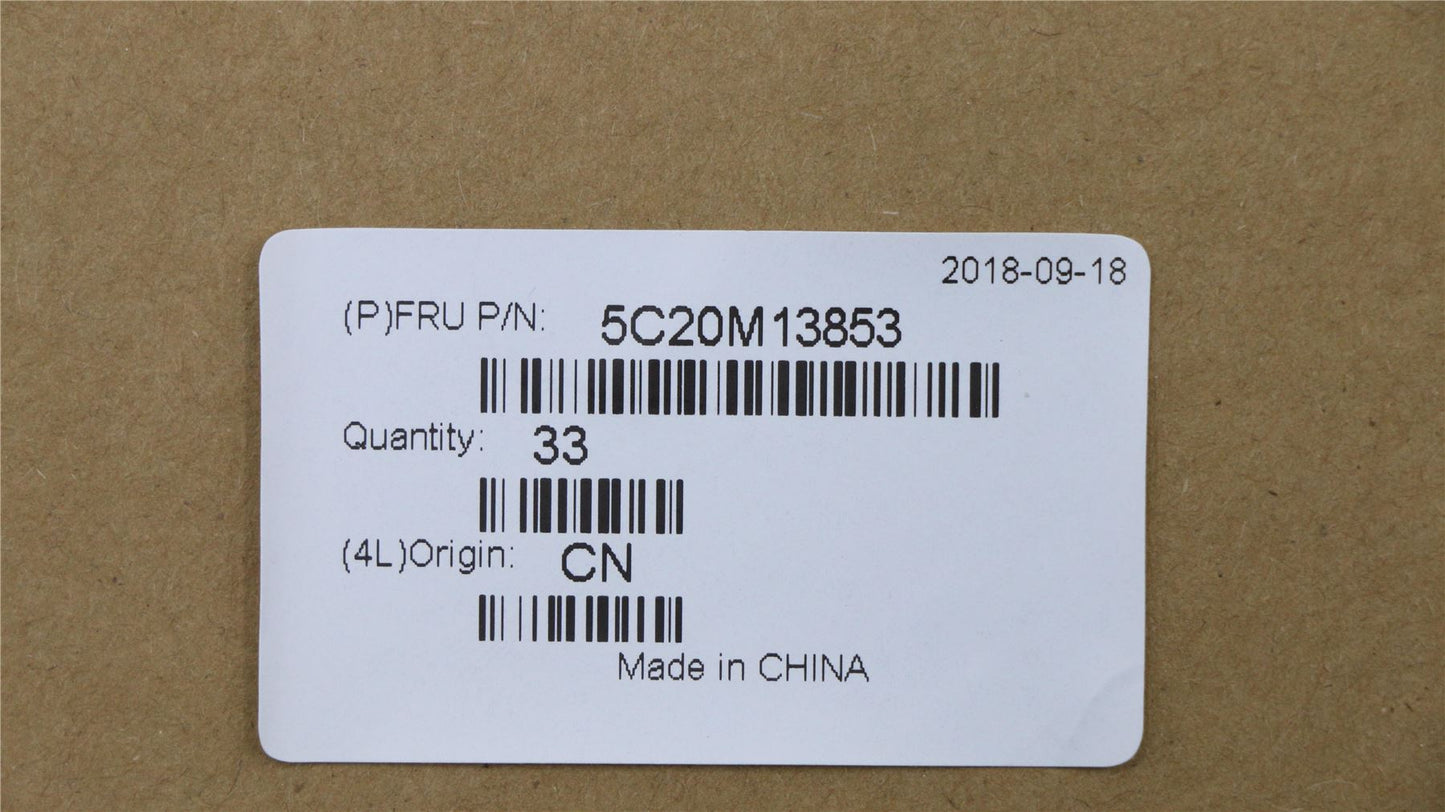 2018-09-18
(P)FRU P/N: 5C20M13853
Quantity: 33
(4L)Origin: CN
Made in CHINA